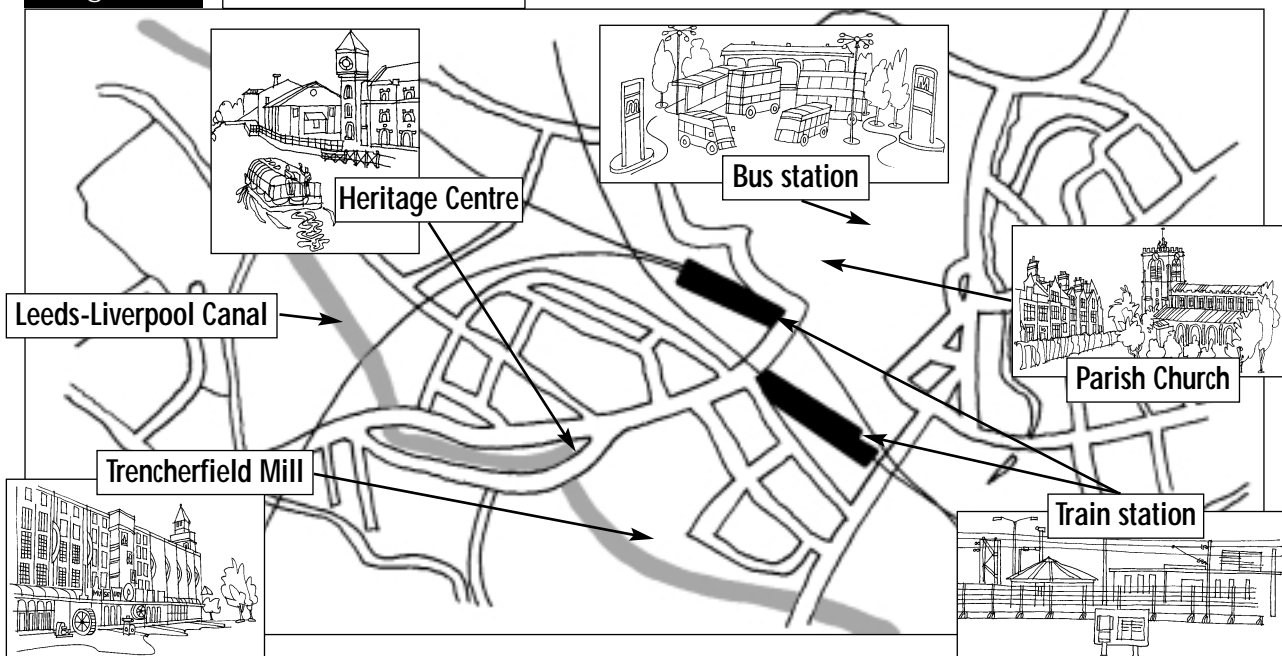 Heritage Centre
Bus station
Leeds-Liverpool Canal
Parish Church
Trencherfield Mill
Train station